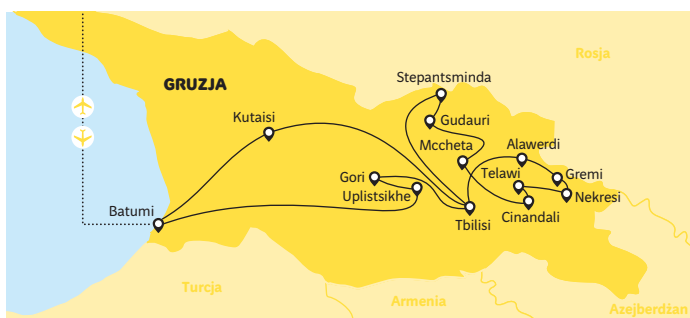 Rosja
Stepantsminda
GRUZJA
Kutaisi
Gudauri
Mccheta
Alawerdi
Telawi
Gremi
Gori
Uplistsikhe
Nekresi
Batumi
Tbilisi
Cinandali
Turcja
Armenia
Azejberdżan